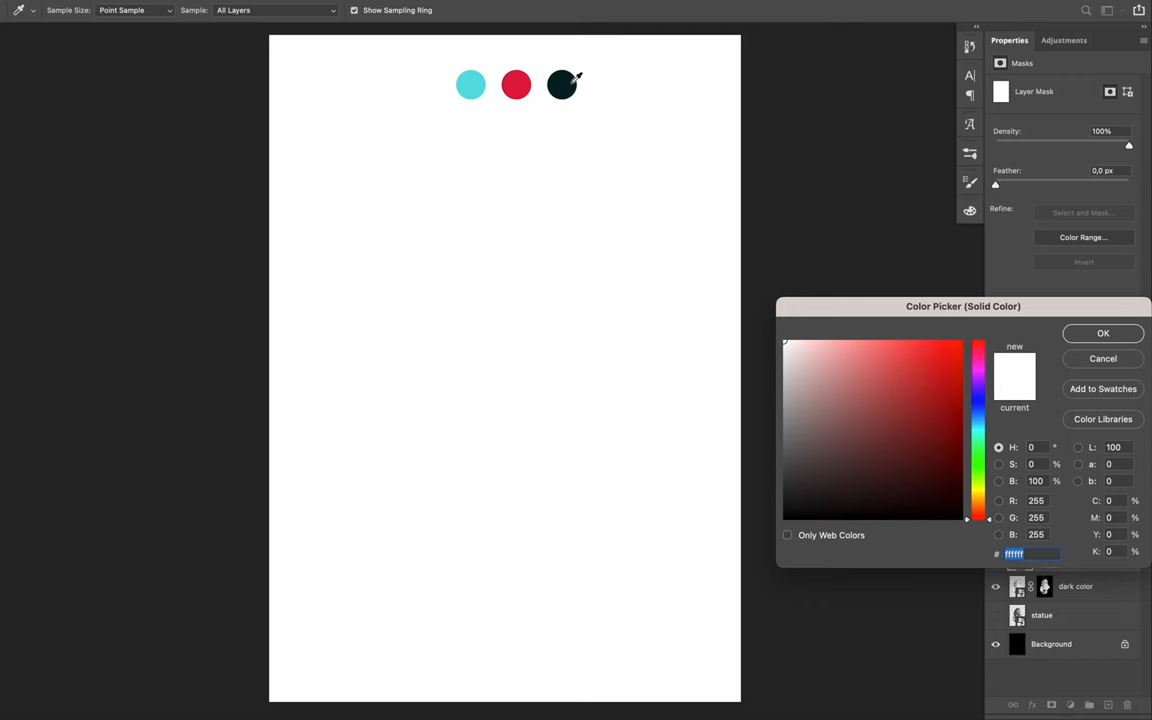 Sample Size: Point Sample Sample: All Layers Show Sampling Ring
Properties Adjustments
Masks
Layer Mask
Density: 100%
Feather: 0,0 px
Refine: Select and Mask...
Color Range...
Invert
Color Picker (Solid Color)
new
current
OK
Cancel
Add to Swatches
Color Libraries
H: 0 ° L: 100
S: 0 % a: 0
B: 100 % b: 0
R: 255 C: 0 %
G: 255 M: 0 %
B: 255 Y: 0 %
Only Web Colors
# ffffff K: 0 %
dark color
statue
Background